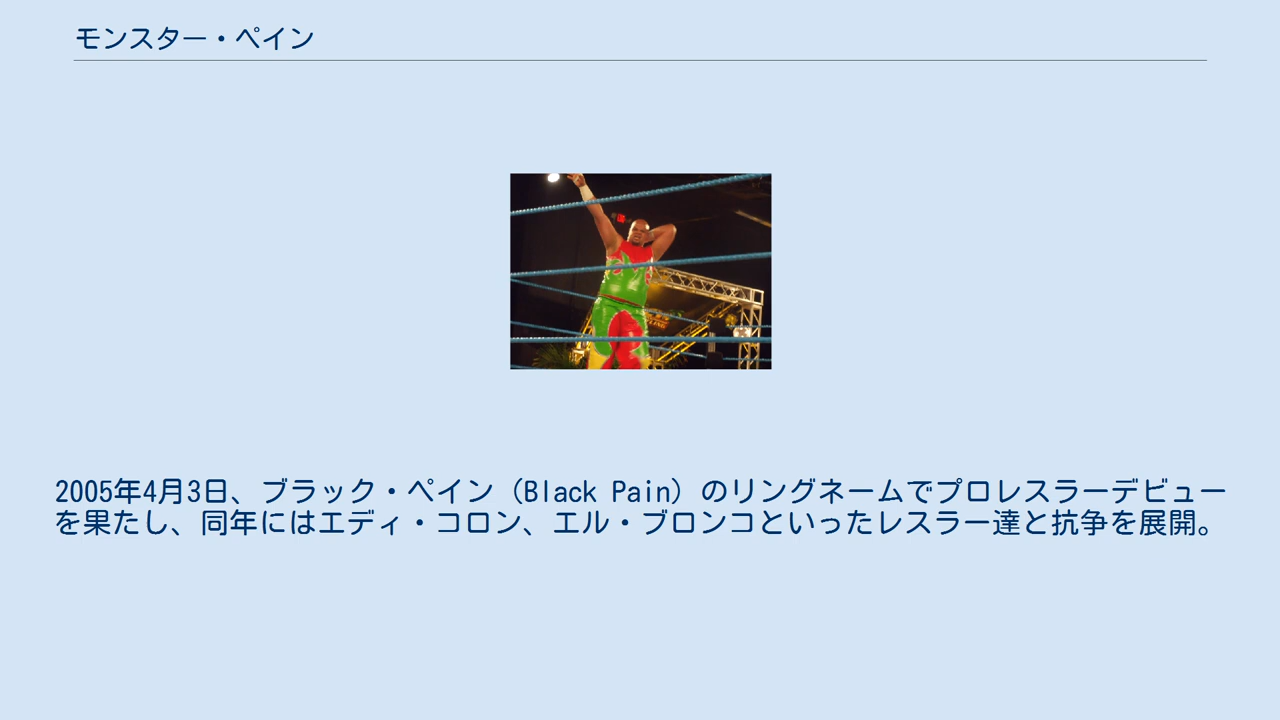 モンスター・ペイン
2005年4月3日、ブラック・ペイン（Black Pain）のリングネームでプロレスラーデビュー
を果たし、同年にはエディ・コロン、エル・ブロンコといったレスラー達と抗争を展開。